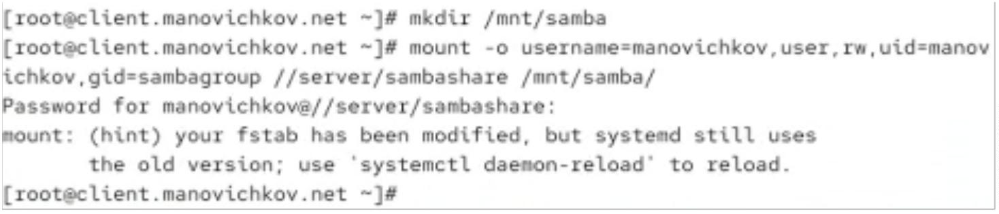 [root@client.manovichkov.net ~]# mkdir /mnt/samba
[root@client.manovichkov.net ~]# mount -o username=manovichkov,user,rw,uid=manov
ichkov,gid=sambagroup //server/sambashare /mnt/samba/
Password for manovichkov@//server/sambashare:
mount: (hint) your fstab has been modified, but systemd still uses
       the old version; use `systemctl daemon-reload` to reload.
[root@client.manovichkov.net ~]#